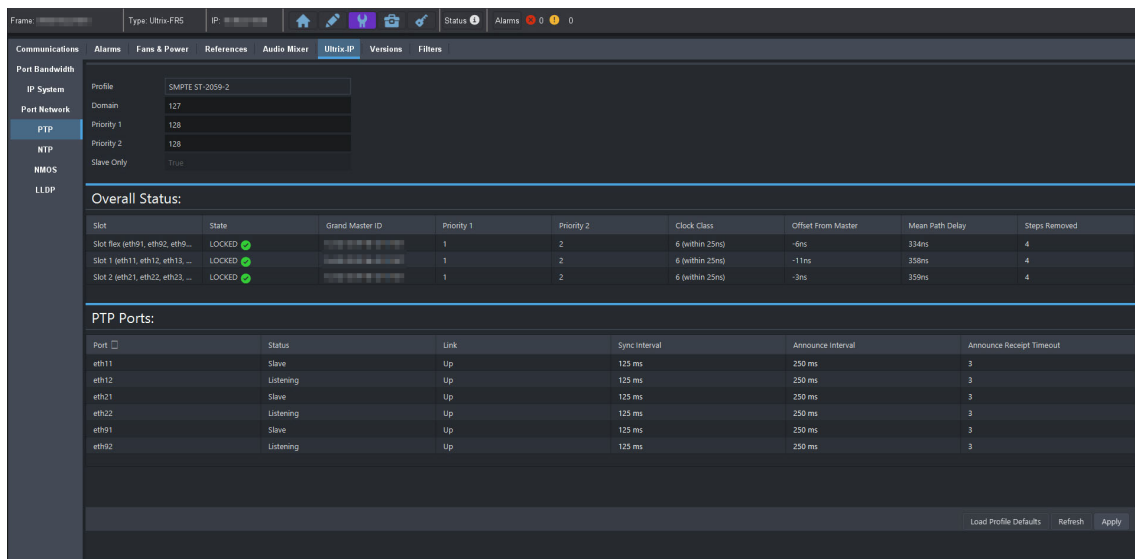 Frame: Type: Ultrix-FR5 IP: Status Alarms 0 0
Communications Alarms Fans & Power References Audio Mixer Ultrix-IP Versions Filters
Port Bandwidth
IP System
Port Network
PTP
NTP
NMOS
LLDP
Profile SMPTE ST-2059-2
Domain 127
Priority 1 128
Priority 2 128
Slave Only True
Overall Status:
Slot State Grand Master ID Priority 1 Priority 2 Clock Class Offset From Master Mean Path Delay Steps Removed
Slot flex (eth91, eth92, eth9... LOCKED 1 2 6 (within 25ns) -6ns 334ns 4
Slot 1 (eth11, eth12, eth13, ... LOCKED 1 2 6 (within 25ns) -11ns 358ns 4
Slot 2 (eth21, eth22, eth23, ... LOCKED 1 2 6 (within 25ns) -3ns 359ns 4
PTP Ports:
Port Status Link Sync Interval Announce Interval Announce Receipt Timeout
eth11 Slave Up 125 ms 250 ms 3
eth12 Listening Up 125 ms 250 ms 3
eth21 Slave Up 125 ms 250 ms 3
eth22 Listening Up 125 ms 250 ms 3
eth91 Slave Up 125 ms 250 ms 3
eth92 Listening Up 125 ms 250 ms 3
Load Profile Defaults Refresh Apply